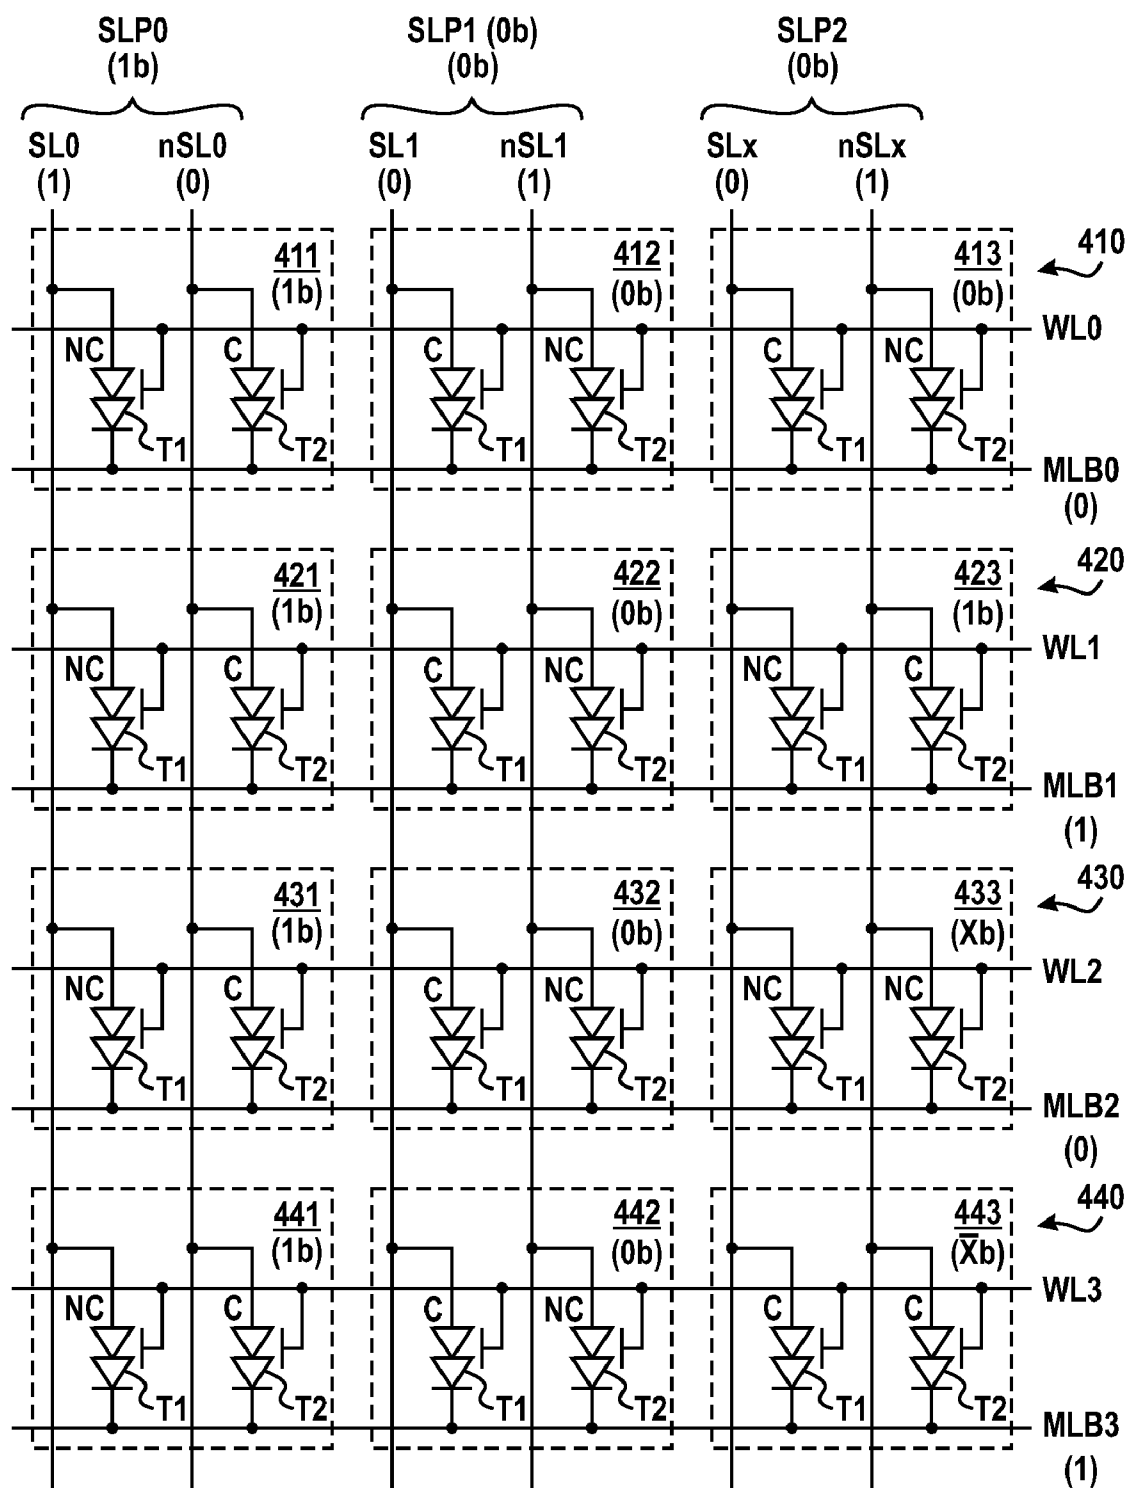 SLP0 SLP1 (0b) SLP2
(1b) (0b) (0b)
SL0 nSL0 SL1 nSL1 SLx nSLx
(1) (0) (0) (1) (0) (1)
411 412 413 410
(1b) (0b) (0b)
WL0
NC C C NC C NC
T1 T2 T1 T2 T1 T2
MLB0
(0)
421 422 423 420
(1b) (0b) (1b)
WL1
NC C C NC NC C
T1 T2 T1 T2 T1 T2
MLB1
(1)
431 432 433 430
(1b) (0b) (Xb)
WL2
NC C C NC NC NC
T1 T2 T1 T2 T1 T2
MLB2
(0)
441 442 443 440
(1b) (0b) (X̅b)
WL3
NC C C NC C C
T1 T2 T1 T2 T1 T2
MLB3
(1)